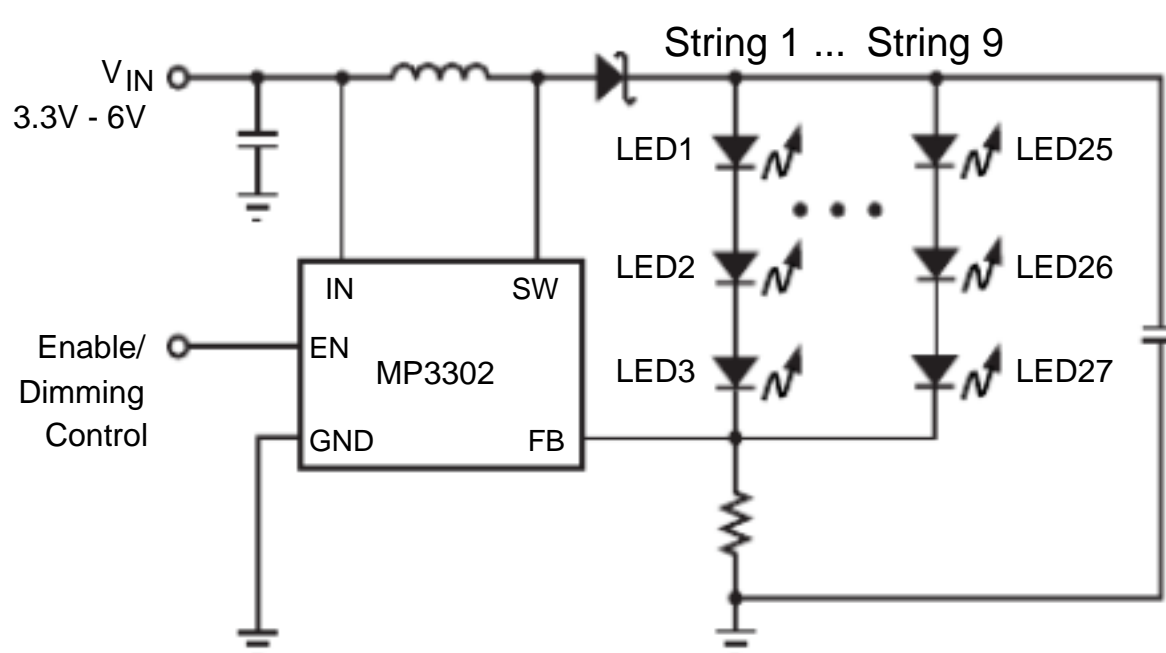 String 1 ... String 9
VIN
3.3V - 6V
LED1
LED25
LED2
LED26
IN
SW
Enable/
Dimming
Control
EN
MP3302
LED3
LED27
GND
FB